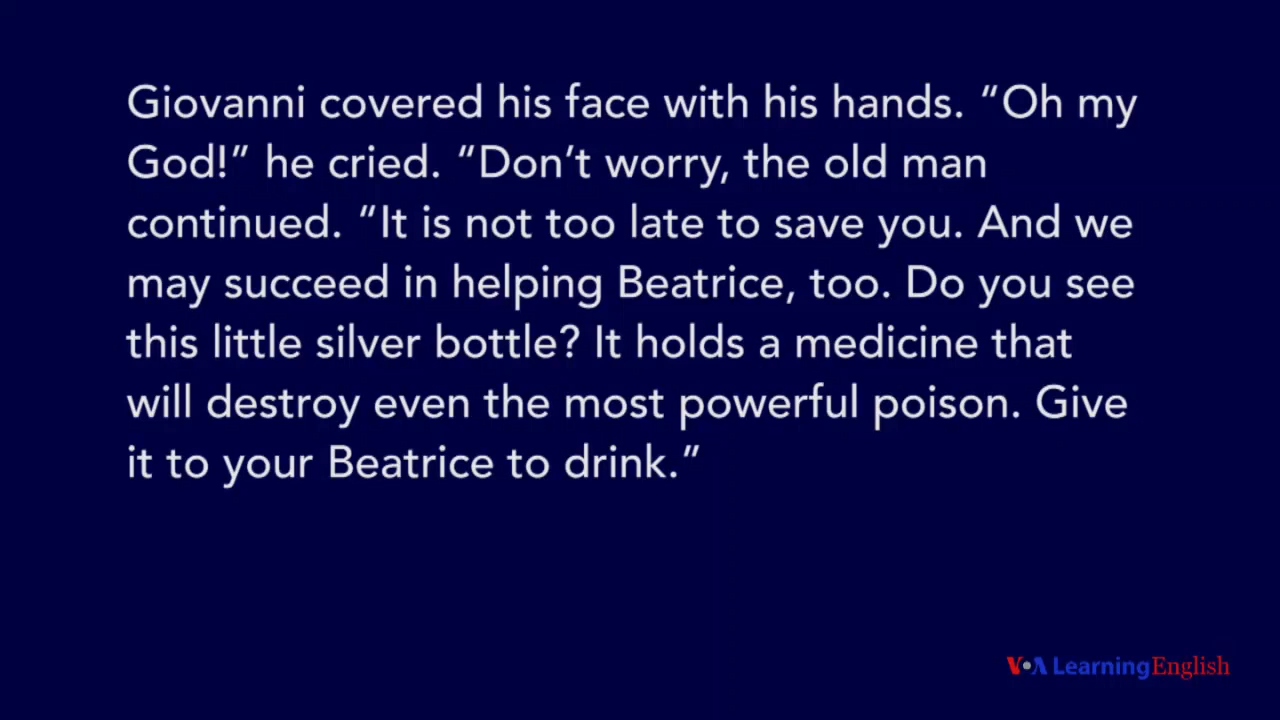 Giovanni covered his face with his hands. “Oh my
God!” he cried. “Don’t worry, the old man
continued. “It is not too late to save you. And we
may succeed in helping Beatrice, too. Do you see
this little silver bottle? It holds a medicine that
will destroy even the most powerful poison. Give
it to your Beatrice to drink.”
VOA Learning English